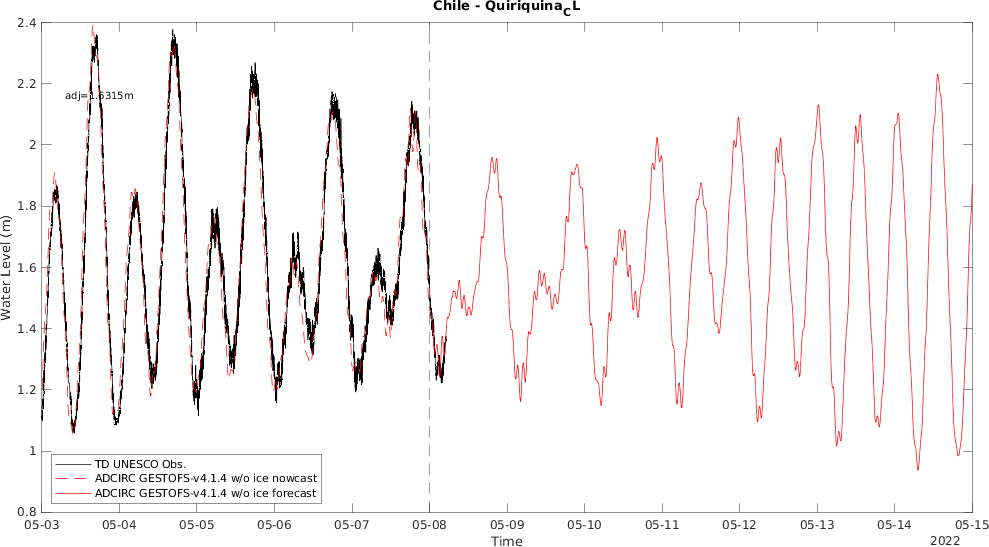 Chile - Quiriquina_CL
2.4
2.2
2
1.8
1.6
1.4
1.2
1
0.8
Water Level (m)
adj=1.6315m
TD UNESCO Obs.
ADCIRC GESTOFS-v4.1.4 w/o ice nowcast
ADCIRC GESTOFS-v4.1.4 w/o ice forecast
05-03 05-04 05-05 05-06 05-07 05-08 05-09 05-10 05-11 05-12 05-13 05-14 05-15
Time
2022